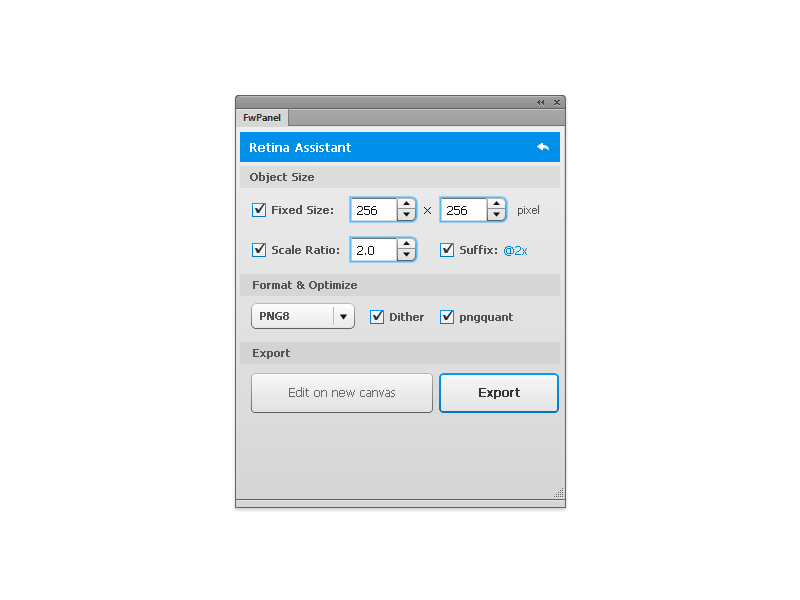 FwPanel
Retina Assistant
Object Size
Fixed Size: 256 × 256 pixel
Scale Ratio: 2.0 Suffix: @2x
Format & Optimize
PNG8 Dither pngquant
Export
Edit on new canvas Export